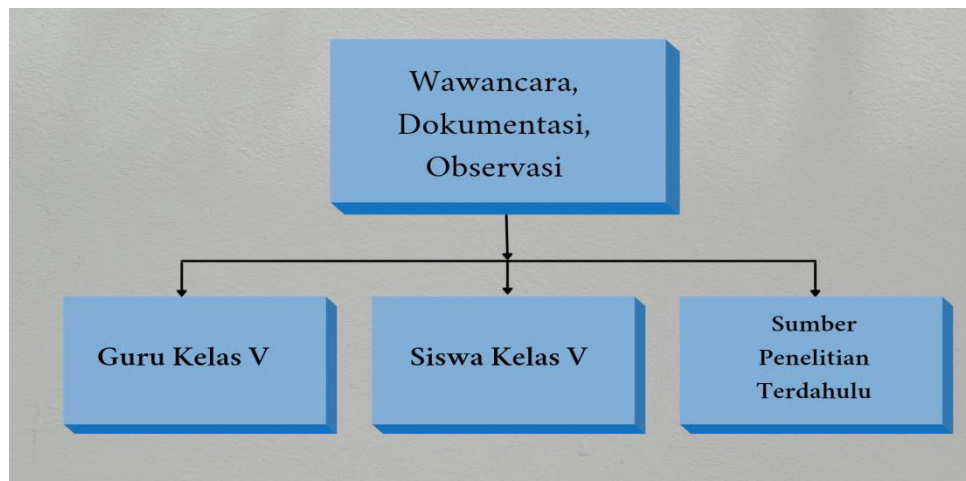 Wawancara,
Dokumentasi,
Observasi
Guru Kelas V
Siswa Kelas V
Sumber
Penelitian
Terdahulu